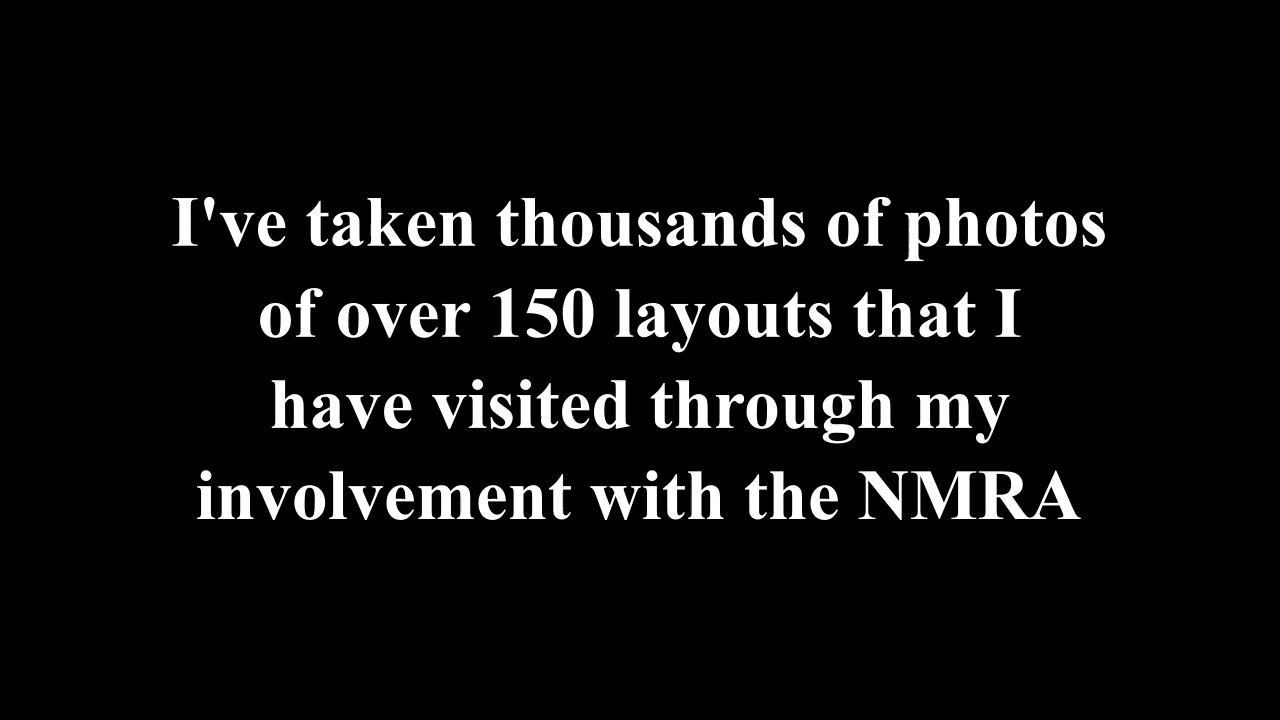 I've taken thousands of photos
of over 150 layouts that I
have visited through my
involvement with the NMRA